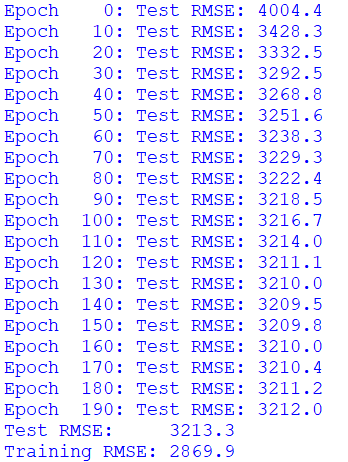 Epoch    0: Test RMSE: 4004.4
Epoch   10: Test RMSE: 3428.3
Epoch   20: Test RMSE: 3332.5
Epoch   30: Test RMSE: 3292.5
Epoch   40: Test RMSE: 3268.8
Epoch   50: Test RMSE: 3251.6
Epoch   60: Test RMSE: 3238.3
Epoch   70: Test RMSE: 3229.3
Epoch   80: Test RMSE: 3222.4
Epoch   90: Test RMSE: 3218.5
Epoch  100: Test RMSE: 3216.7
Epoch  110: Test RMSE: 3214.0
Epoch  120: Test RMSE: 3211.1
Epoch  130: Test RMSE: 3210.0
Epoch  140: Test RMSE: 3209.5
Epoch  150: Test RMSE: 3209.8
Epoch  160: Test RMSE: 3210.0
Epoch  170: Test RMSE: 3210.4
Epoch  180: Test RMSE: 3211.2
Epoch  190: Test RMSE: 3212.0
Test RMSE:     3213.3
Training RMSE: 2869.9